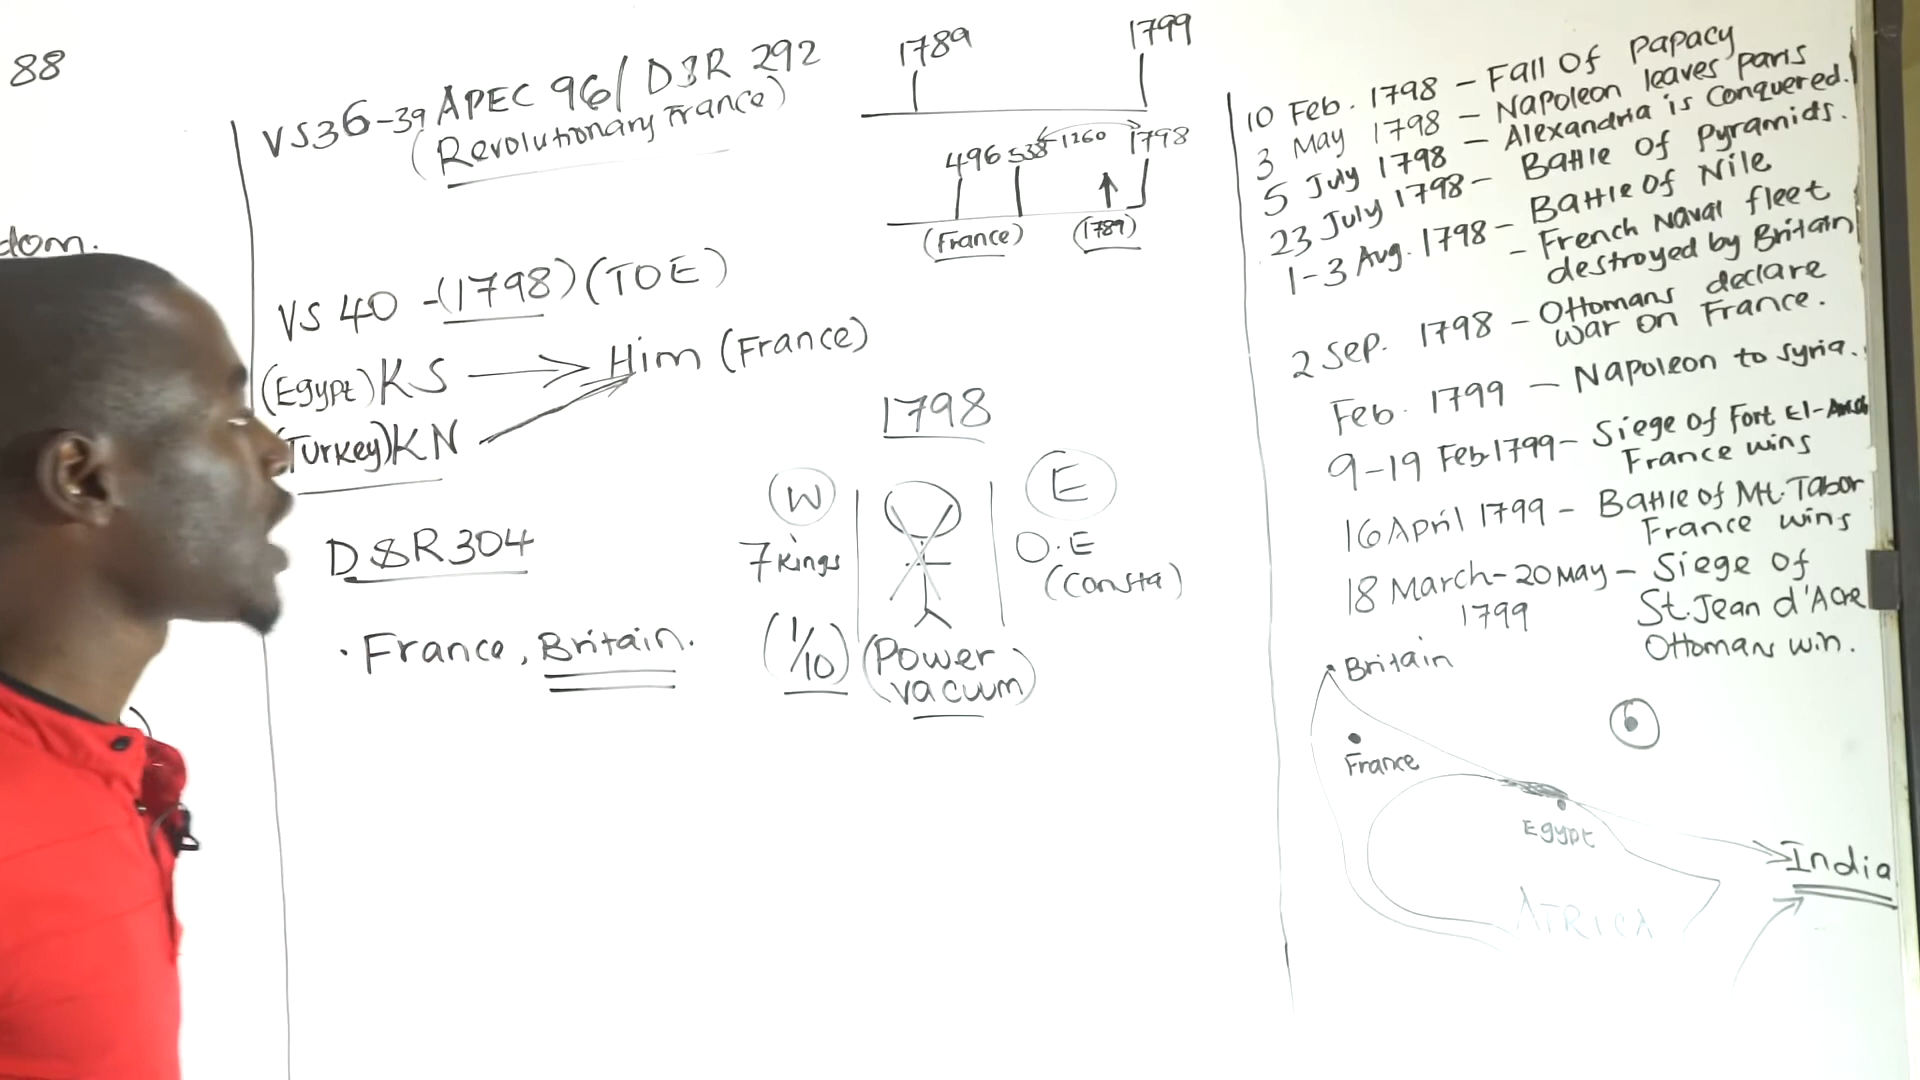 88
dom.
VS36-39 APEC 96/ D&R 292
(Revolutionary France)
VS 40 -(1798) (TOE)
(Egypt) KS → Him (France)
(Turkey) KN
D&R 304
• France, Britain.
1789 1799
496 538 1260 1798
(France) (1789)
1798
W E
7 kings O.E
(Consta)
(1/10) (Power
vacuum)
10 Feb. 1798 - Fall Of Papacy
3 May 1798 - Napoleon leaves Paris
5 July 1798 - Alexandria is Conquered.
23 July 1798 - Battle Of Pyramids.
1-3 Aug. 1798 - Battle Of Nile
- French Naval fleet
destroyed by Britain
2 Sep. 1798 - Ottomans declare
war on France.
Feb. 1799 - Napoleon to Syria.
9-19 Feb 1799 - Siege of Fort El-Arish
France wins
16 April 1799 - Battle of Mt. Tabor
France wins
18 March - 20 May - Siege of
1799 St. Jean d'Acre
Ottomans win.
Britain
6
France
Egypt
India
AFRICA